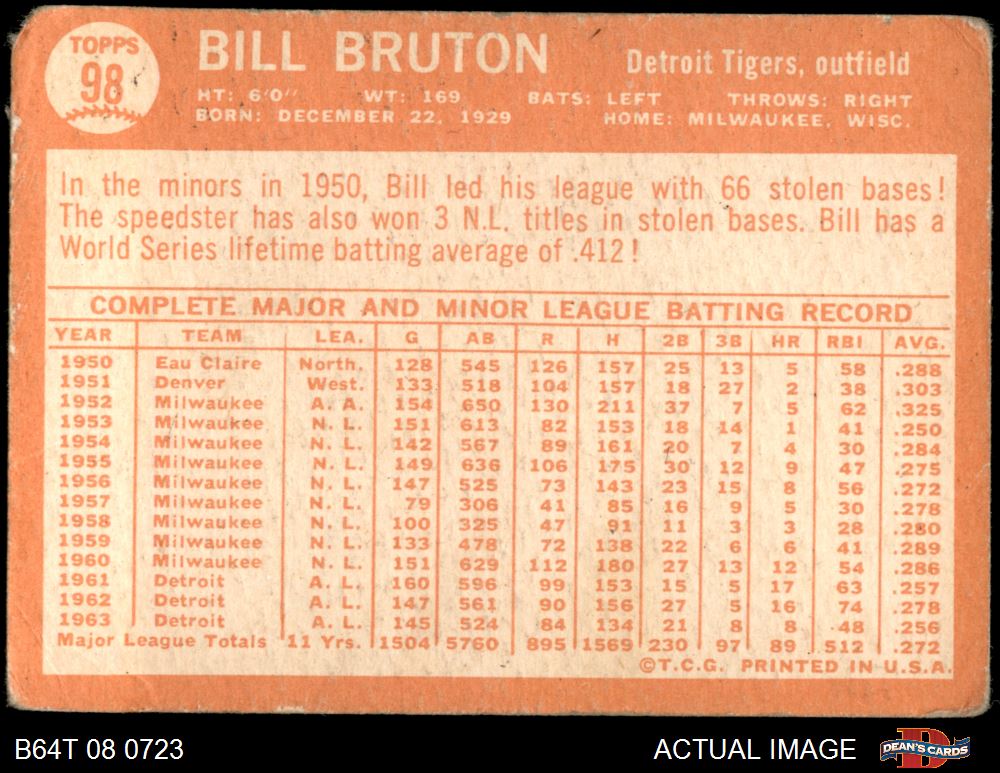 TOPPS
98
BILL BRUTON
Detroit Tigers, outfield
HT: 6'0" WT: 169 BATS: LEFT THROWS: RIGHT
BORN: DECEMBER 22, 1929 HOME: MILWAUKEE, WISC.
In the minors in 1950, Bill led his league with 66 stolen bases!
The speedster has also won 3 N.L. titles in stolen bases. Bill has a
World Series lifetime batting average of .412!
COMPLETE MAJOR AND MINOR LEAGUE BATTING RECORD
YEAR TEAM LEA. G AB R H 2B 3B HR RBI AVG.
1950 Eau Claire North. 128 545 126 157 25 13 5 58 .288
1951 Denver West. 133 518 104 157 18 27 2 38 .303
1952 Milwaukee A. A. 154 650 130 211 37 7 5 62 .325
1953 Milwaukee N. L. 151 613 82 153 18 14 1 41 .250
1954 Milwaukee N. L. 142 567 89 161 20 7 4 30 .284
1955 Milwaukee N. L. 149 636 106 175 30 12 9 47 .275
1956 Milwaukee N. L. 147 525 73 143 23 15 8 56 .272
1957 Milwaukee N. L. 79 306 41 85 16 9 5 30 .278
1958 Milwaukee N. L. 100 325 47 91 11 3 3 28 .280
1959 Milwaukee N. L. 133 478 72 138 22 6 6 41 .289
1960 Milwaukee N. L. 151 629 112 180 27 13 12 54 .286
1961 Detroit A. L. 160 596 99 153 15 5 17 63 .257
1962 Detroit A. L. 147 561 90 156 27 5 16 74 .278
1963 Detroit A. L. 145 524 84 134 21 8 8 48 .256
Major League Totals 11 Yrs. 1504 5760 895 1569 230 97 89 512 .272
©T.C.G. PRINTED IN U.S.A.
B64T 08 0723
ACTUAL IMAGE
DEAN'S CARDS